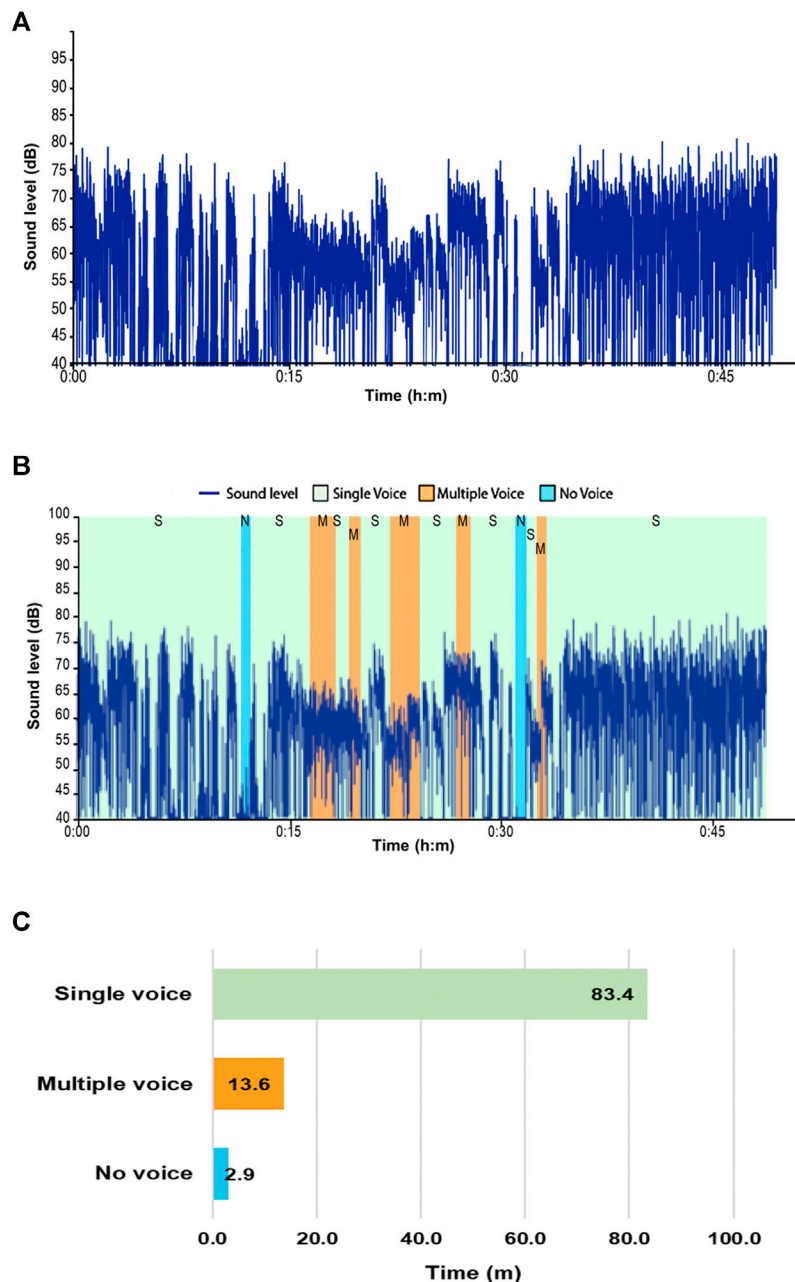 A
95
90
85
80
75
70
65
60
55
50
45
40
Sound level (dB)
0:00 0:15 0:30 0:45
Time (h:m)
B
Sound level Single Voice Multiple Voice No Voice
100
95
90
85
80
75
70
65
60
55
50
45
40
Sound level (dB)
S N S M S S M S M S N S
M S M
0:00 0:15 0:30 0:45
Time (h:m)
C
Single voice 83.4
Multiple voice 13.6
No voice 2.9
0.0 20.0 40.0 60.0 80.0 100.0
Time (m)